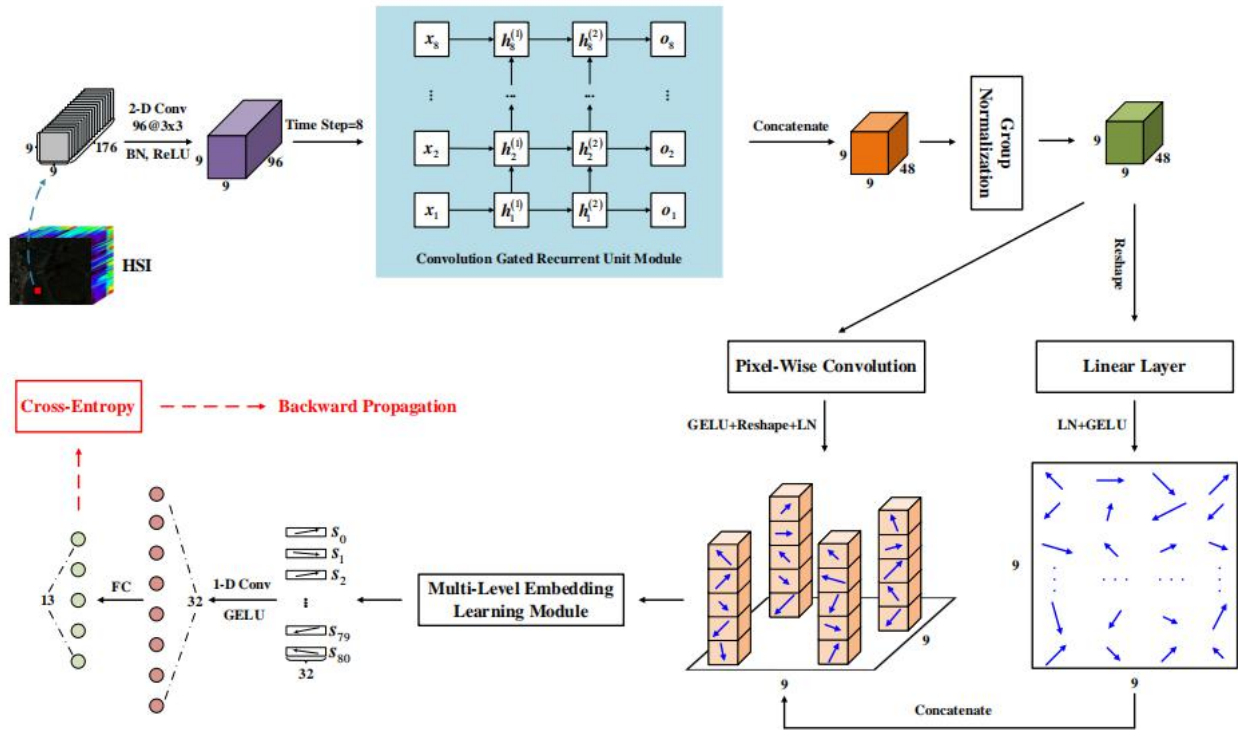 x₈ h₈⁽¹⁾ h₈⁽²⁾ o₈
⋮ ... ... ⋮
x₂ h₂⁽¹⁾ h₂⁽²⁾ o₂
x₁ h₁⁽¹⁾ h₁⁽²⁾ o₁
Convolution Gated Recurrent Unit Module
9
9
176
2-D Conv
96@3x3
BN, ReLU
9
9
96
Time Step=8
HSI
Concatenate
9
9
48
Group
Normalization
9
9
48
Reshape
Pixel-Wise Convolution
Linear Layer
GELU+Reshape+LN
LN+GELU
9
9
9
9
Concatenate
Multi-Level Embedding
Learning Module
S₀
S₁
S₂
⋮
S₇₉
S₈₀
32
1-D Conv
GELU
32
FC
13
Cross-Entropy
Backward Propagation